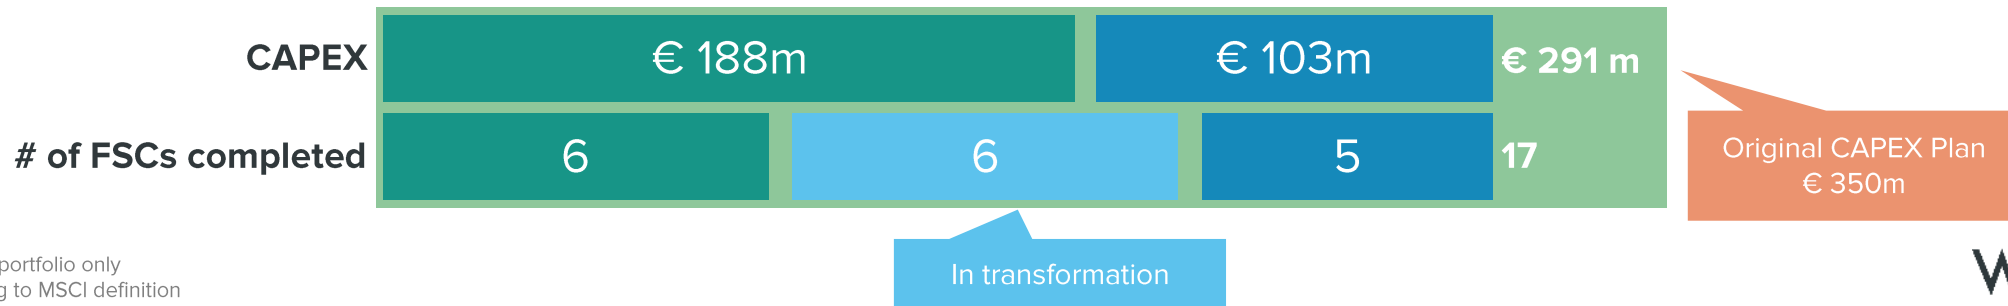 CAPEX € 188m € 103m € 291 m
# of FSCs completed 6 6 5 17
Original CAPEX Plan
€ 350m
In transformation
portfolio only
to MSCI definition